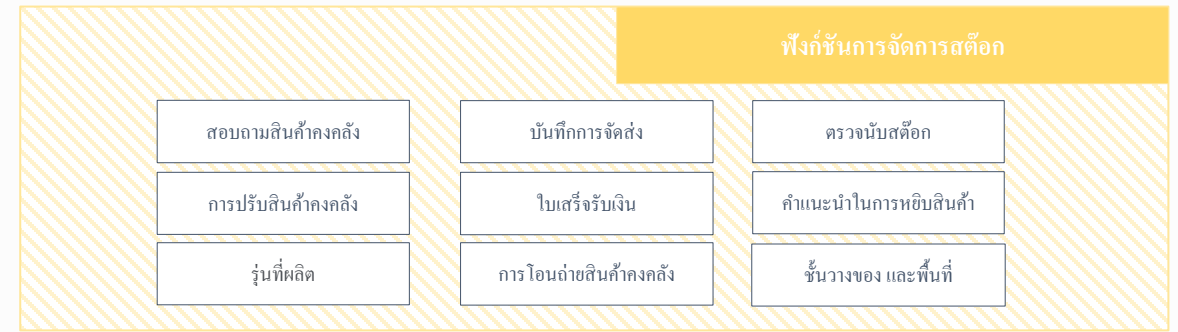 ฟังก์ชันการจัดการสต๊อก
สอบถามสินค้าคงคลัง
บันทึกการจัดส่ง
ตรวจนับสต๊อก
การปรับสินค้าคงคลัง
ใบเสร็จรับเงิน
คำแนะนำในการหยิบสินค้า
รุ่นที่ผลิต
การโอนถ่ายสินค้าคงคลัง
ชั้นวางของ และพื้นที่